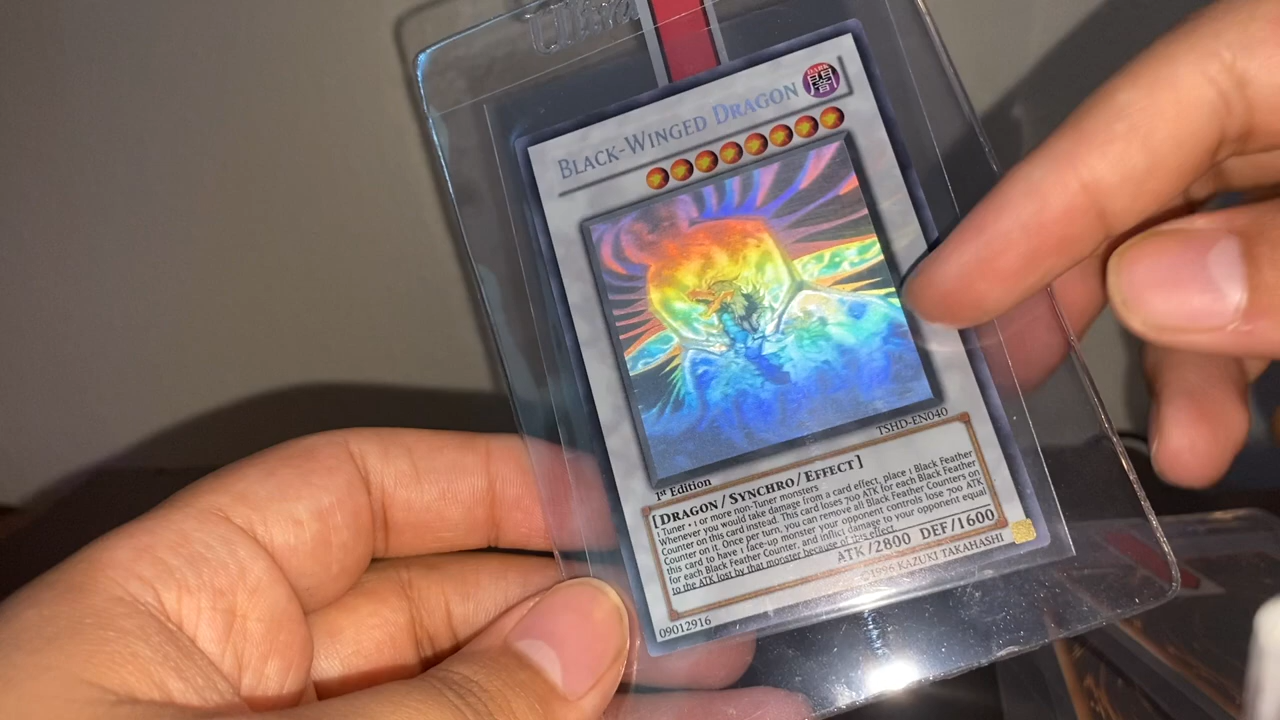 Ultra
BLACK-WINGED DRAGON
DARK
闇
TSHD-EN040
1st Edition
[DRAGON/SYNCHRO/EFFECT]
1 Tuner + 1 or more non-Tuner monsters
Whenever you would take damage from a card effect, place 1 Black Feather
Counter on this card instead. This card loses 700 ATK for each Black Feather
Counter on it. Once per turn, you can remove all Black Feather Counters on
this card to have 1 face-up monster your opponent controls lose 700 ATK
for each Black Feather Counter, and inflict damage to your opponent equal
to the ATK lost by that monster because of this effect.
ATK/2800 DEF/1600
09012916
©1996 KAZUKI TAKAHASHI